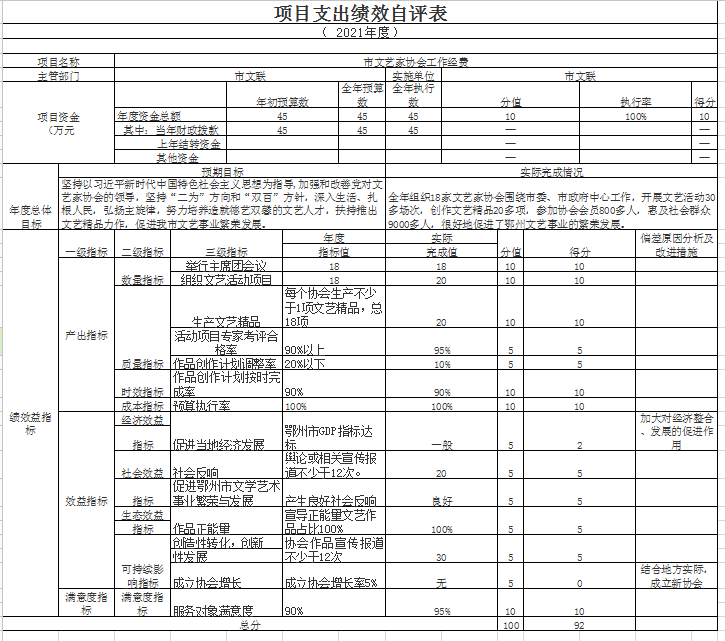 项目支出绩效自评表
( 2021年度)
项目名称 市文艺家协会工作经费
主管部门 市文联 实施单位 市文联
项目资金
(万元
年初预算数 全年预算数 全年执行数 分值 执行率 得分
年度资金总额 45 45 45 10 100% 10
其中: 当年财政拨款 45 45 45 — —
上年结转资金 — —
其他资金 — —
年度总体目标
预期目标 实际完成情况
坚持以习近平新时代中国特色社会主义思想为指导,加强和改善党对文
艺家协会的领导, 坚持“二为”方向和“双百”方针, 深入生活、扎
根人民, 弘扬主旋律, 努力培养造就德艺双馨的文艺人才, 扶持推出
文艺精品力作, 促进我市文艺事业繁荣发展。
全年组织18家文艺家协会围绕市委、市政府中心工作, 开展文艺活动30
多场次, 创作文艺精品20多项, 参加协会会员800多人, 惠及社会群众
9000多人, 很好地促进了鄂州文艺事业的繁荣发展。
绩效益指标
一级指标 二级指标 三级指标 年度指标值 实际完成值 分值 得分 偏差原因分析及改进措施
产出指标
数量指标 举行主席团会议 18 18 10 10
组织文艺活动项目 18 20 10 10
生产文艺精品 每个协会生产不少于1项文艺精品, 总18项 20 10 10
质量指标 活动项目专家考评合格率 90%以上 95% 5 5
作品创作计划调整率 20%以下 10% 5 5
时效指标 作品创作计划按时完成率 90% 90% 10 10
成本指标 预算执行率 100% 100% 10 10
效益指标
经济效益指标 促进当地经济发展 鄂州市GDP指标达标 一般 5 2 加大对经济整合、发展的促进作用
社会效益指标 社会反响 舆论或相关宣传报道不少于12次。 20 5 5
促进鄂州市文学艺术事业繁荣与发展 产生良好社会反响 良好 5 5
生态效益指标 作品正能量 宣导正能量文艺作品占比100% 100% 5 5
可持续影响指标 创造性转化, 创新性发展 协会作品宣传报道不少于12次 30 5 5
成立协会增长 成立协会增长率5% 无 5 0 结合地方实际, 成立新协会
满意度指标 满意度指标 服务对象满意度 90% 95% 10 10
总分 100 92